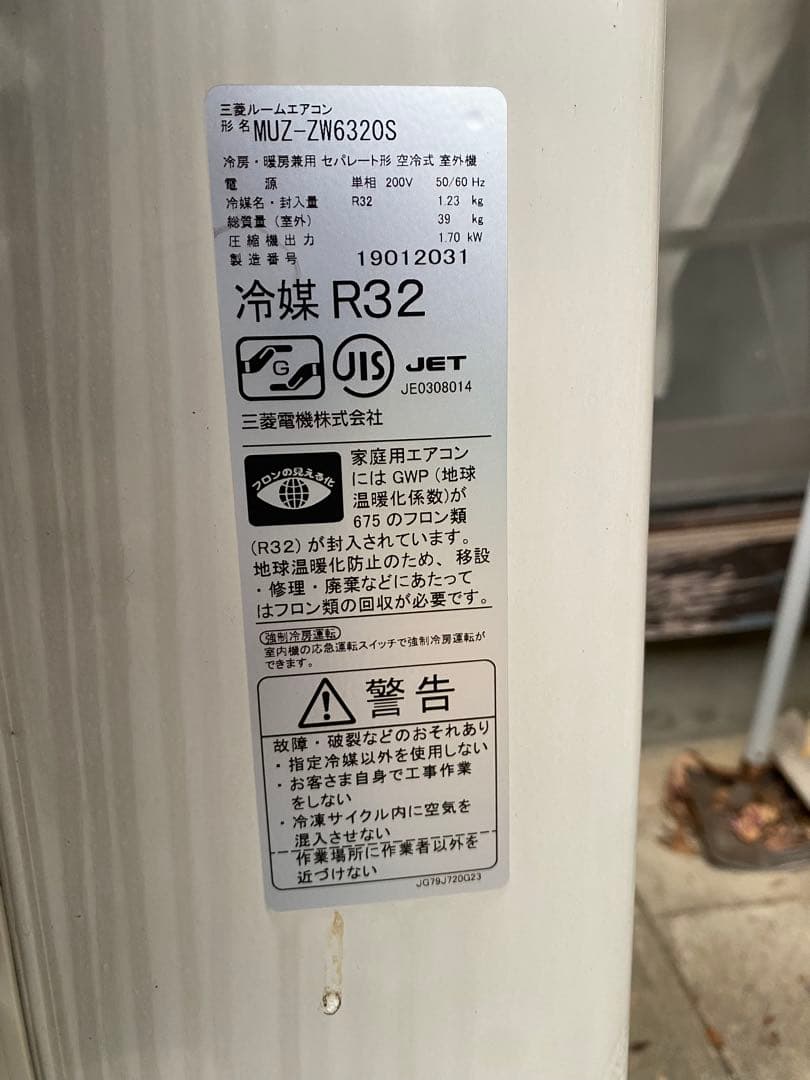 三菱ルームエアコン
形名 MUZ-ZW6320S
冷房・暖房兼用 セパレート形 空冷式 室外機
電源 単相 200V 50/60 Hz
冷媒名・封入量 R32 1.23 kg
総質量(室外) 39 kg
圧縮機出力 1.70 kW
製造番号 19012031
冷媒 R32
G JIS JET
JE0308014
三菱電機株式会社
フロンの見える化
家庭用エアコン
には GWP (地球
温暖化係数)が
675 のフロン類
(R32) が封入されています。
地球温暖化防止のため、移設
・修理・廃棄などにあたって
はフロン類の回収が必要です。
強制冷房運転
室内機の応急運転スイッチで強制冷房運転が
できます。
警告
故障・破裂などのおそれあり
・指定冷媒以外を使用しない
・お客さま自身で工事作業
をしない
・冷凍サイクル内に空気を
混入させない
作業場所に作業者以外を
近づけない
JG79J720G23